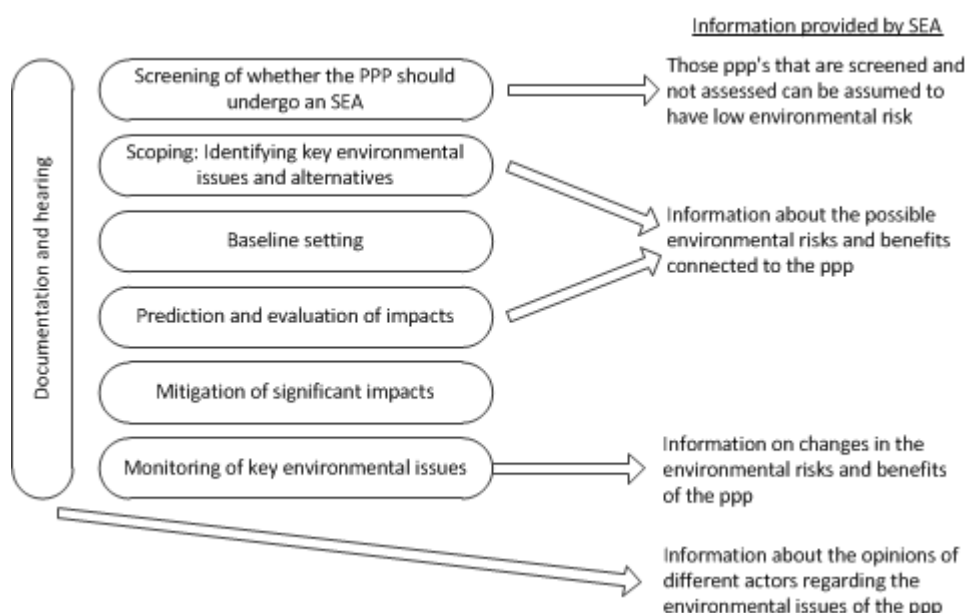 Information provided by SEA
Documentation and hearing
Screening of whether the PPP should
undergo an SEA
Those ppp's that are screened and
not assessed can be assumed to
have low environmental risk
Scoping: Identifying key environmental
issues and alternatives
Baseline setting
Information about the possible
environmental risks and benefits
connected to the ppp
Prediction and evaluation of impacts
Mitigation of significant impacts
Monitoring of key environmental issues
Information on changes in the
environmental risks and benefits
of the ppp
Information about the opinions of
different actors regarding the
environmental issues of the ppp